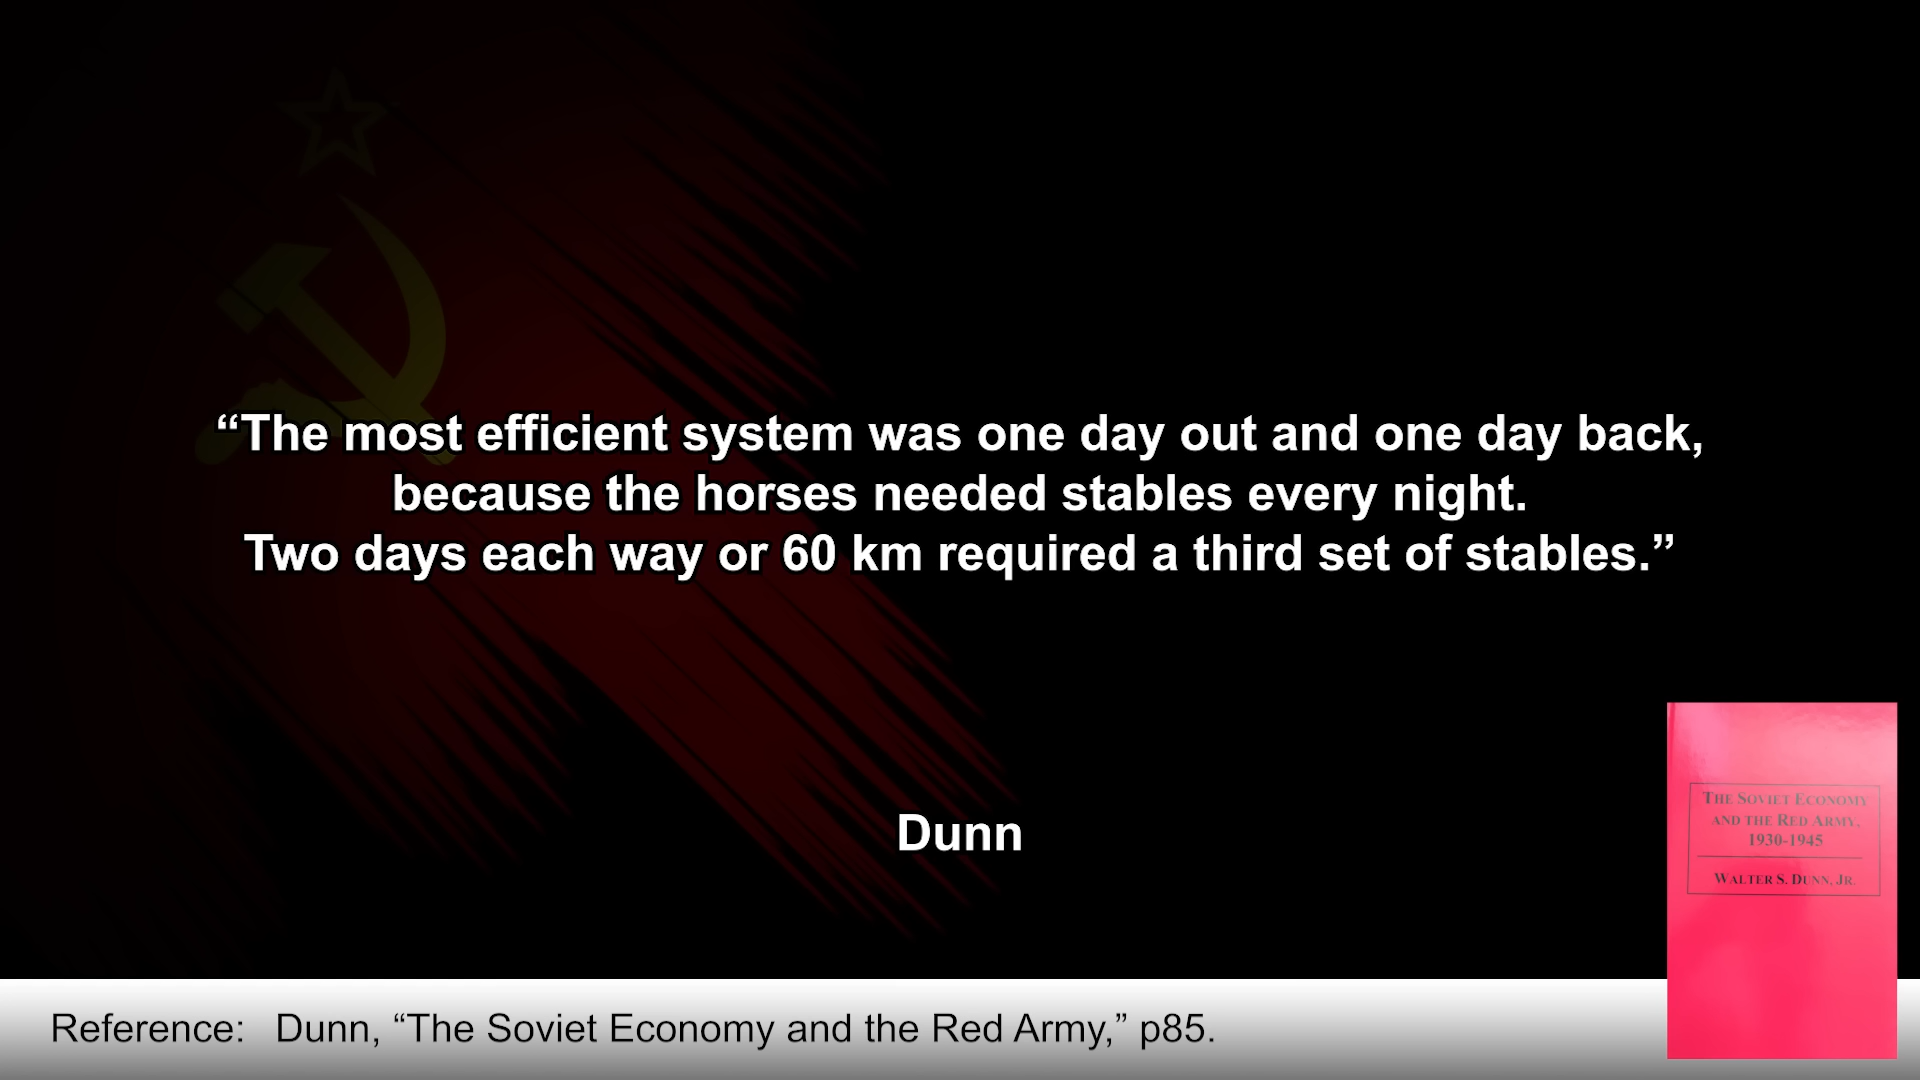 “The most efficient system was one day out and one day back,
because the horses needed stables every night.
Two days each way or 60 km required a third set of stables.”
Dunn
THE SOVIET ECONOMY
AND THE RED ARMY,
1930-1945
WALTER S. DUNN, JR.
Reference: Dunn, “The Soviet Economy and the Red Army,” p85.